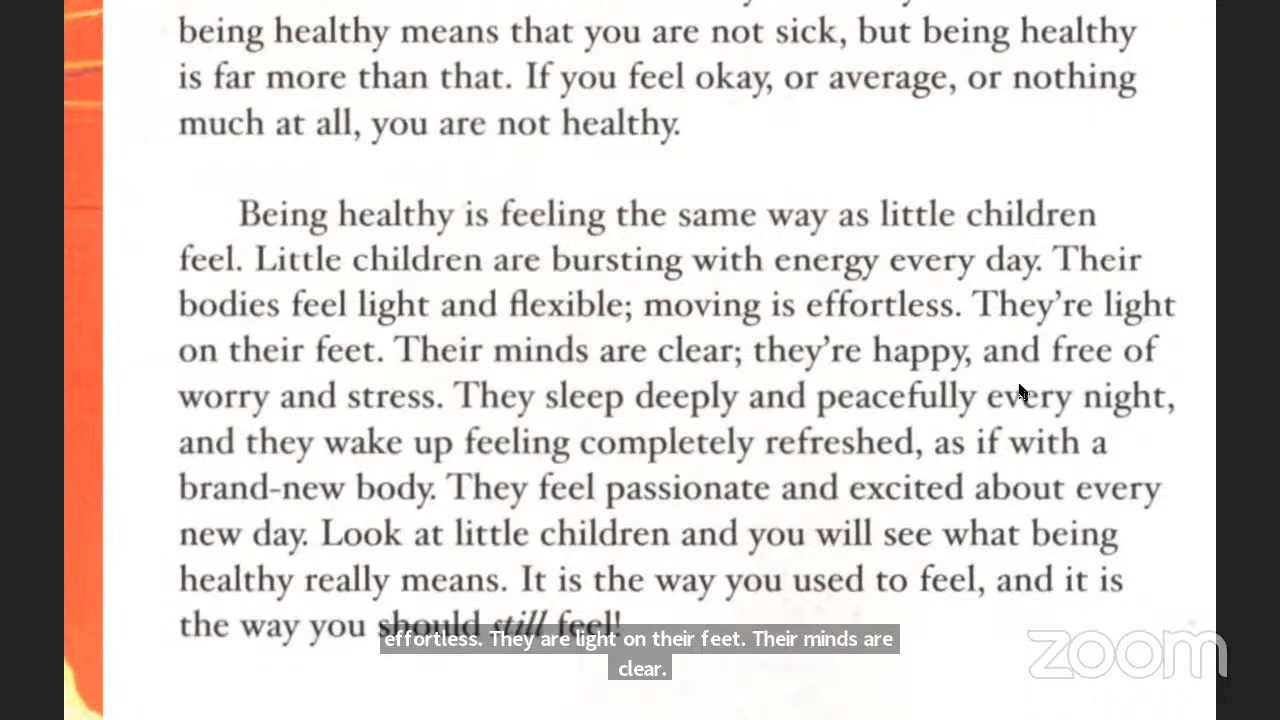 being healthy means that you are not sick, but being healthy
is far more than that. If you feel okay, or average, or nothing
much at all, you are not healthy.
Being healthy is feeling the same way as little children
feel. Little children are bursting with energy every day. Their
bodies feel light and flexible; moving is effortless. They're light
on their feet. Their minds are clear; they're happy, and free of
worry and stress. They sleep deeply and peacefully every night,
and they wake up feeling completely refreshed, as if with a
brand-new body. They feel passionate and excited about every
new day. Look at little children and you will see what being
healthy really means. It is the way you used to feel, and it is
the way you should still feel!
effortless. They are light on their feet. Their minds are
clear.
zoom